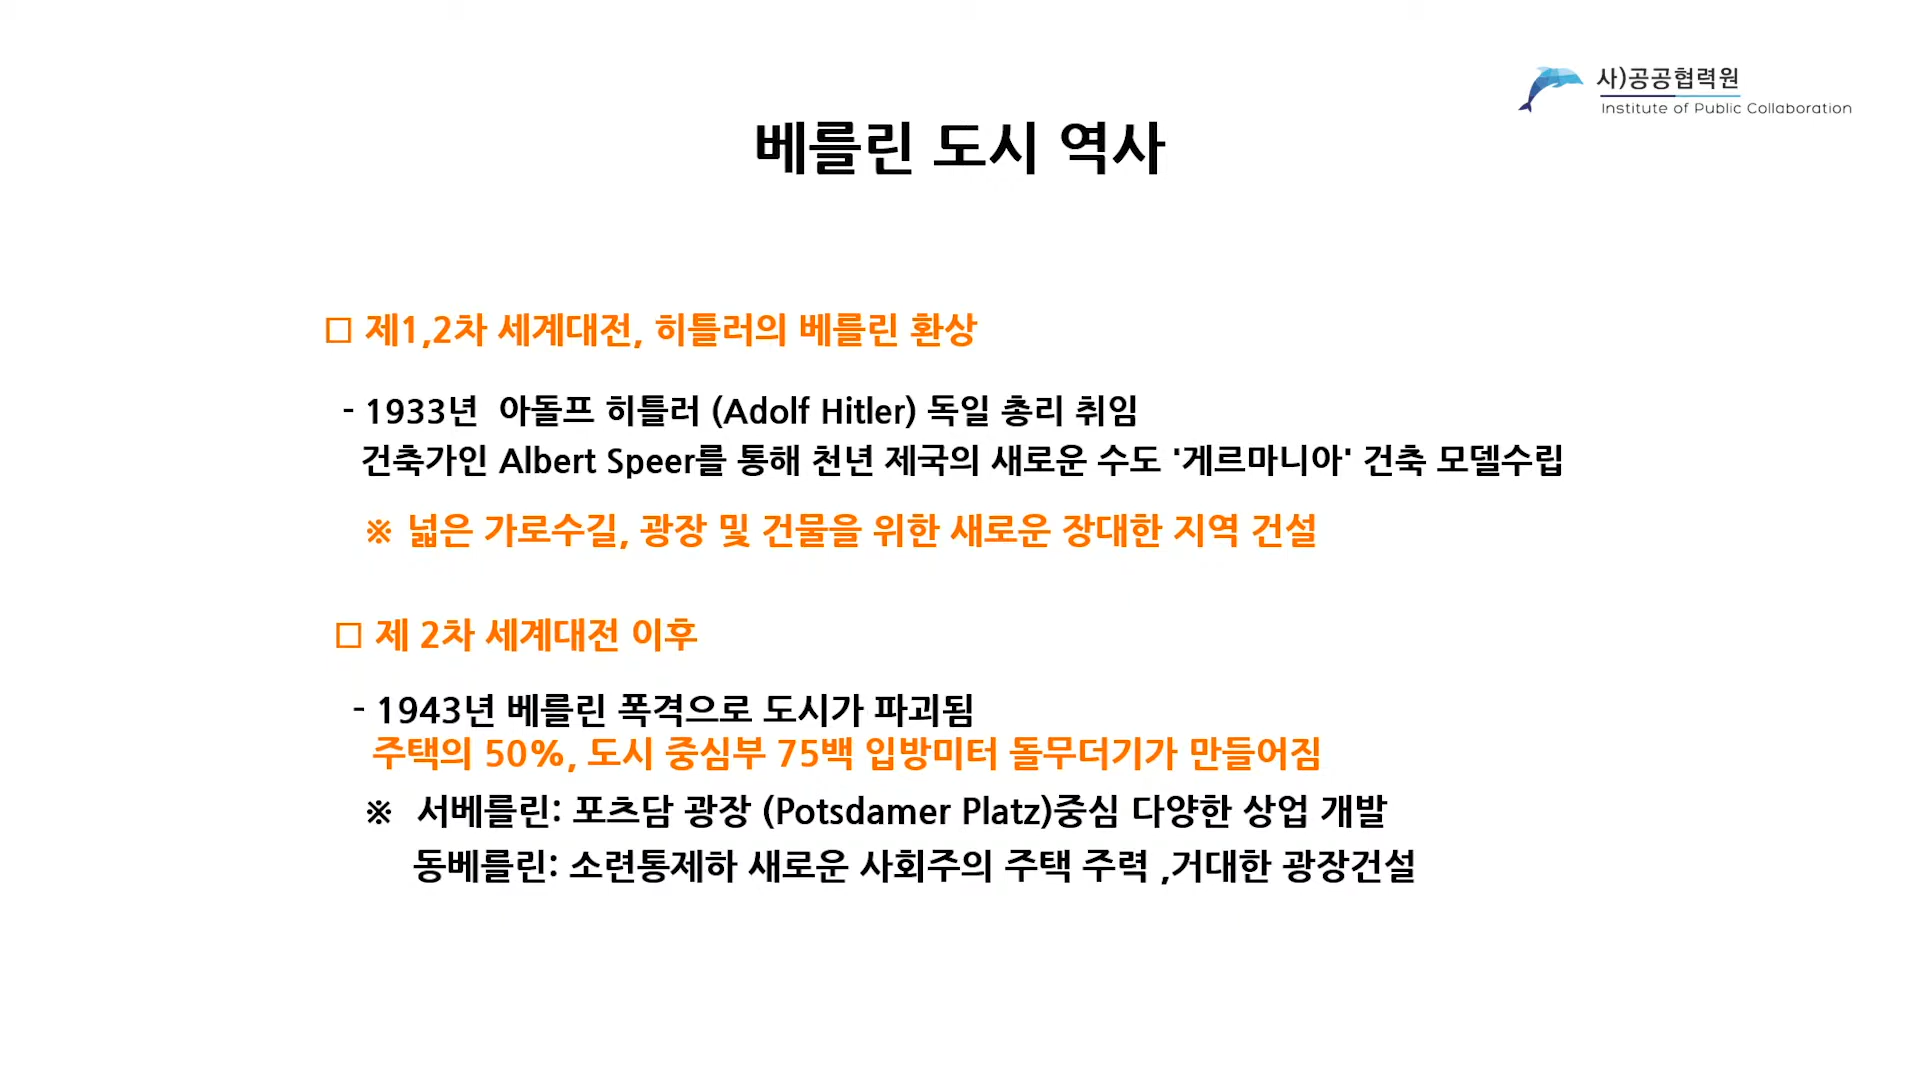 사)공공협력원
Institute of Public Collaboration
베를린 도시 역사
□ 제1,2차 세계대전, 히틀러의 베를린 환상
- 1933년 아돌프 히틀러 (Adolf Hitler) 독일 총리 취임
건축가인 Albert Speer를 통해 천년 제국의 새로운 수도 '게르마니아' 건축 모델수립
※ 넓은 가로수길, 광장 및 건물을 위한 새로운 장대한 지역 건설
□ 제 2차 세계대전 이후
- 1943년 베를린 폭격으로 도시가 파괴됨
주택의 50%, 도시 중심부 75백 입방미터 돌무더기가 만들어짐
※ 서베를린: 포츠담 광장 (Potsdamer Platz)중심 다양한 상업 개발
동베를린: 소련통제하 새로운 사회주의 주택 주력 ,거대한 광장건설